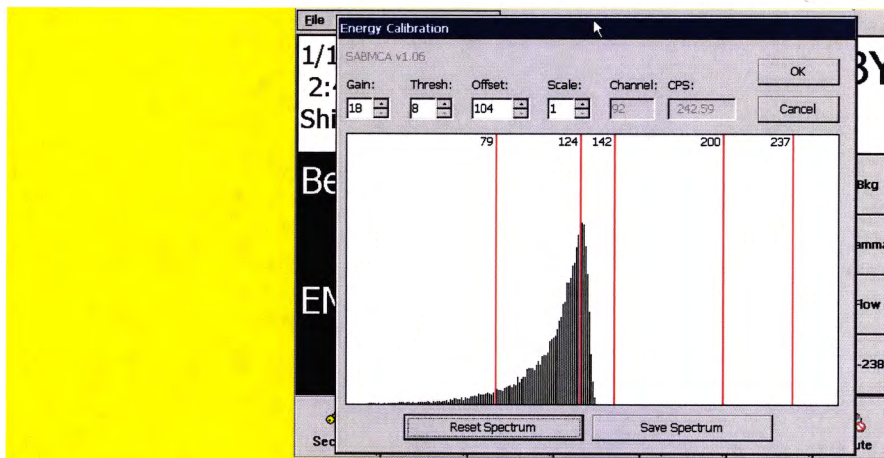 File
Energy Calibration
1/1
SABMCA v1.06
BY
2:4
Gain: Thresh: Offset: Scale: Channel: CPS:
OK
Shi
18 8 104 1 92 242.59
Cancel
79 124 142 200 237
Be
Bkg
amma
EN
Flow
-238
Reset Spectrum Save Spectrum
Sec
ute